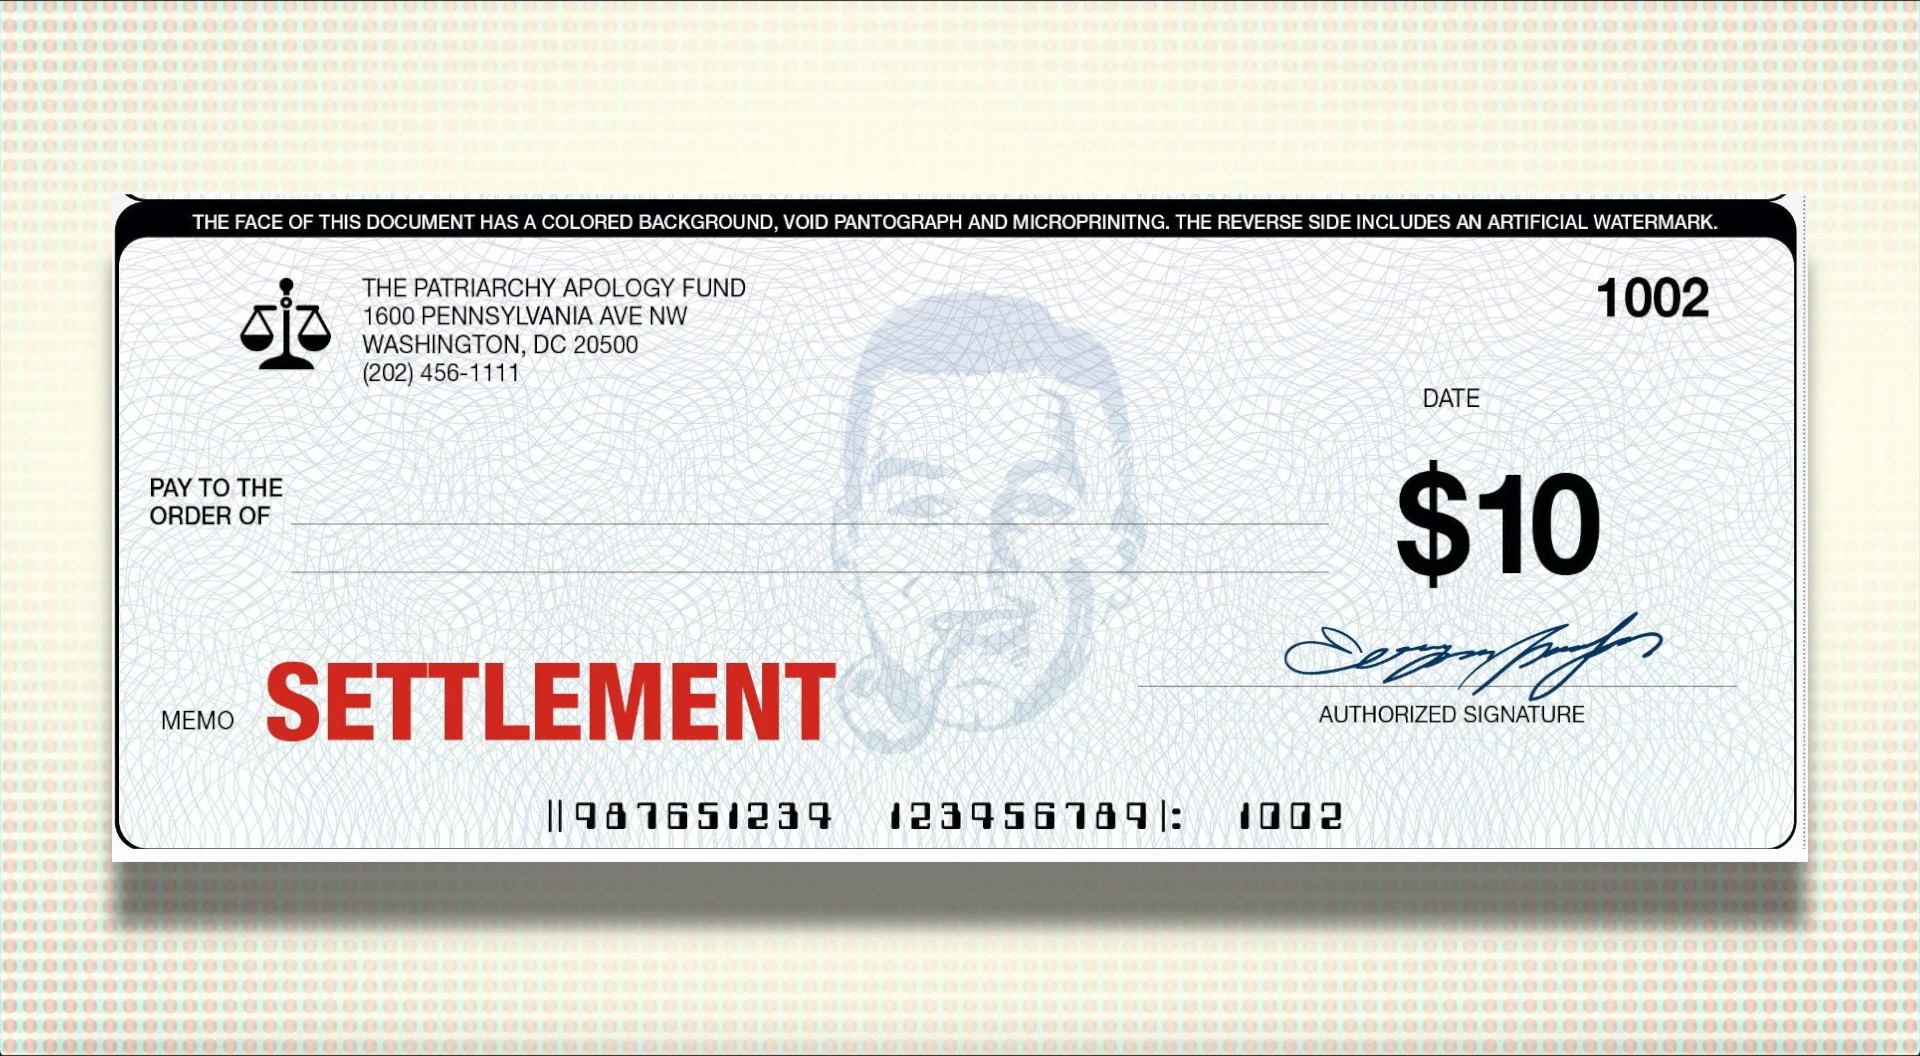 THE FACE OF THIS DOCUMENT HAS A COLORED BACKGROUND, VOID PANTOGRAPH AND MICROPRINITNG. THE REVERSE SIDE INCLUDES AN ARTIFICIAL WATERMARK.
THE PATRIARCHY APOLOGY FUND
1600 PENNSYLVANIA AVE NW
WASHINGTON, DC 20500
(202) 456-1111
1002
DATE
PAY TO THE
ORDER OF
$10
MEMO SETTLEMENT
AUTHORIZED SIGNATURE
||987651234 123456789|: 1002